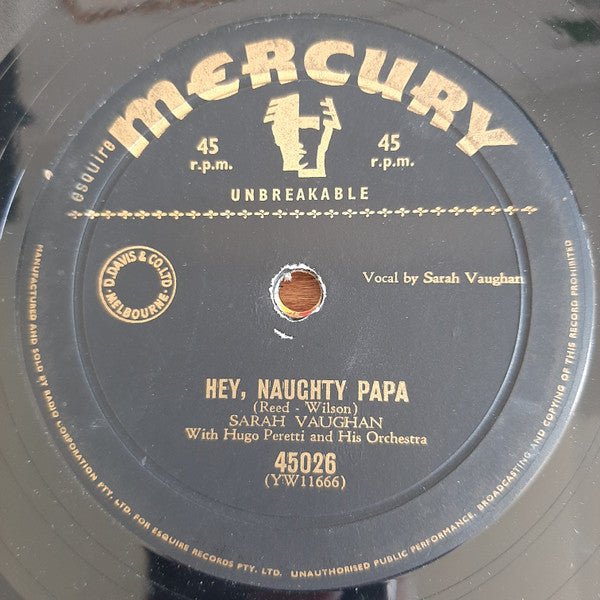 esquire
MERCURY
45
r.p.m.
45
r.p.m.
UNBREAKABLE
D. DAVIS & CO. LTD
MELBOURNE
Vocal by Sarah Vaughan
HEY, NAUGHTY PAPA
(Reed - Wilson)
SARAH VAUGHAN
With Hugo Peretti and His Orchestra
45026
(YW11666)
MANUFACTURED AND SOLD BY RADIO CORPORATION PTY. LTD. FOR ESQUIRE RECORDS PTY. LTD. UNAUTHORISED PUBLIC PERFORMANCE, BROADCASTING AND COPYING OF THIS RECORD PROHIBITED